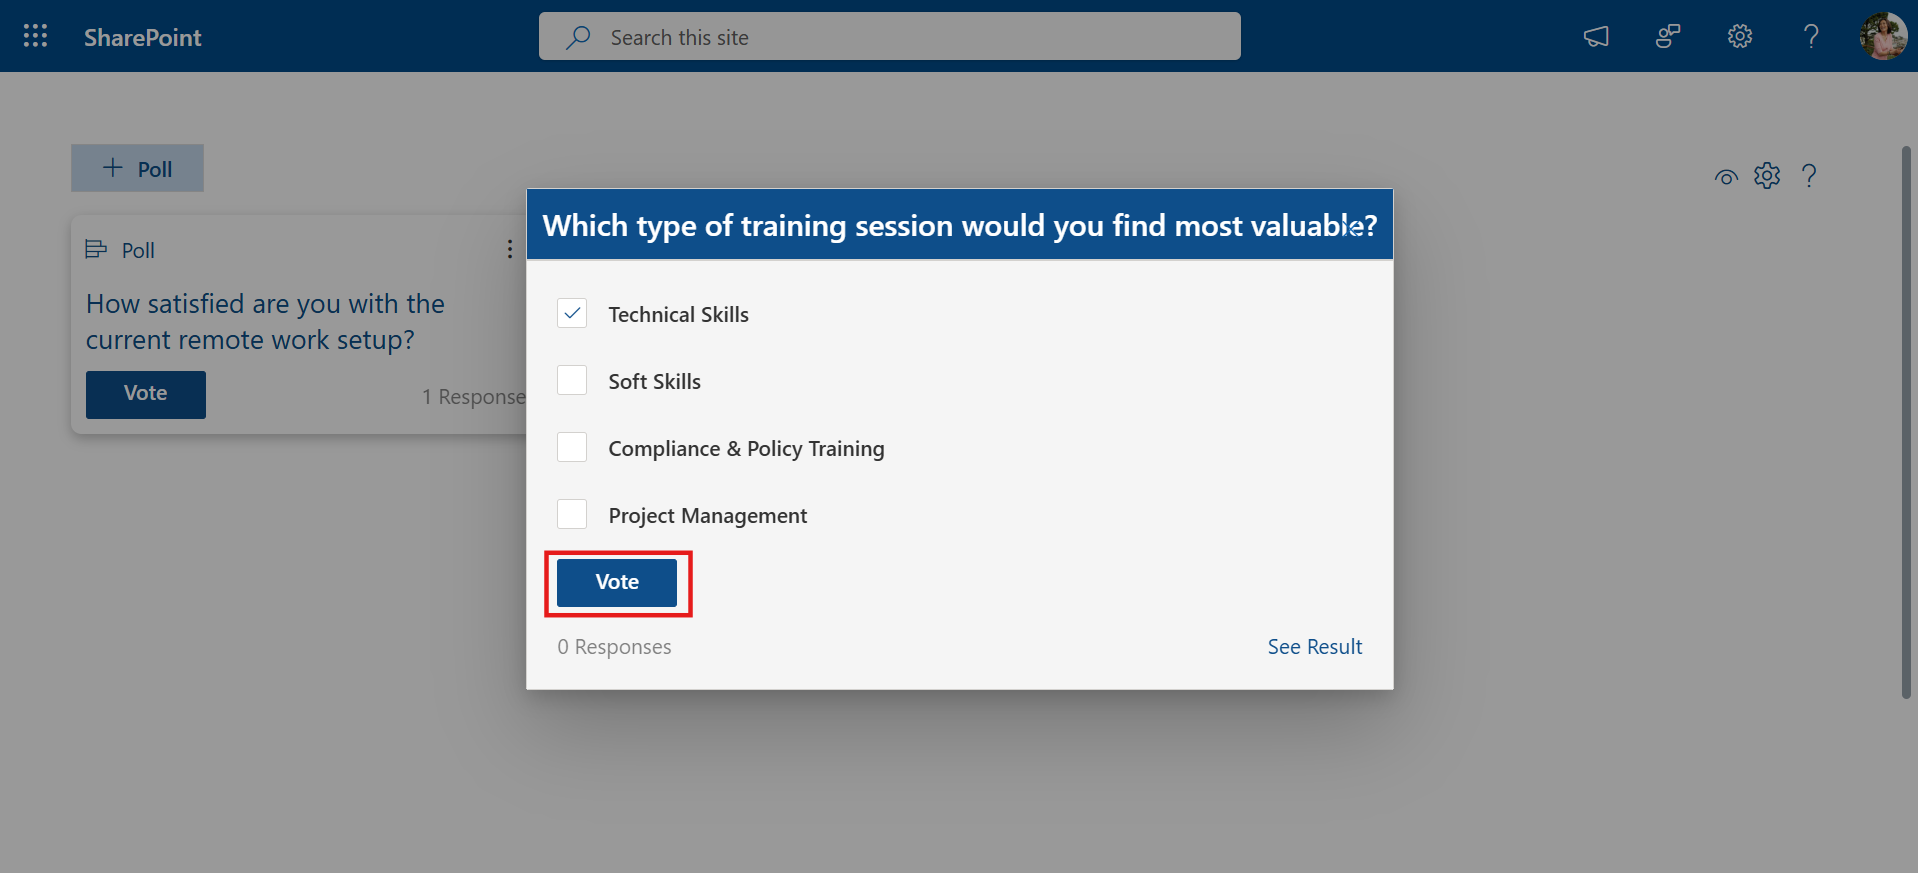 SharePoint
Search this site
Poll
Poll
How satisfied are you with the
current remote work setup?
Vote
1 Response
Which type of training session would you find most valuable?
Technical Skills
Soft Skills
Compliance & Policy Training
Project Management
Vote
0 Responses
See Result